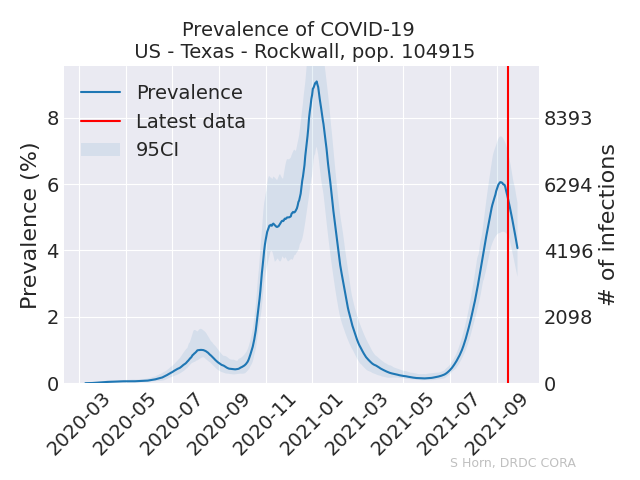 Prevalence of COVID-19
US - Texas - Rockwall, pop. 104915
Prevalence
Latest data
95CI
Prevalence (%)
8
6
4
2
0
8393
6294
4196
2098
0
# of infections
2020-03
2020-05
2020-07
2020-09
2020-11
2021-01
2021-03
2021-05
2021-07
2021-09
S Horn, DRDC CORA